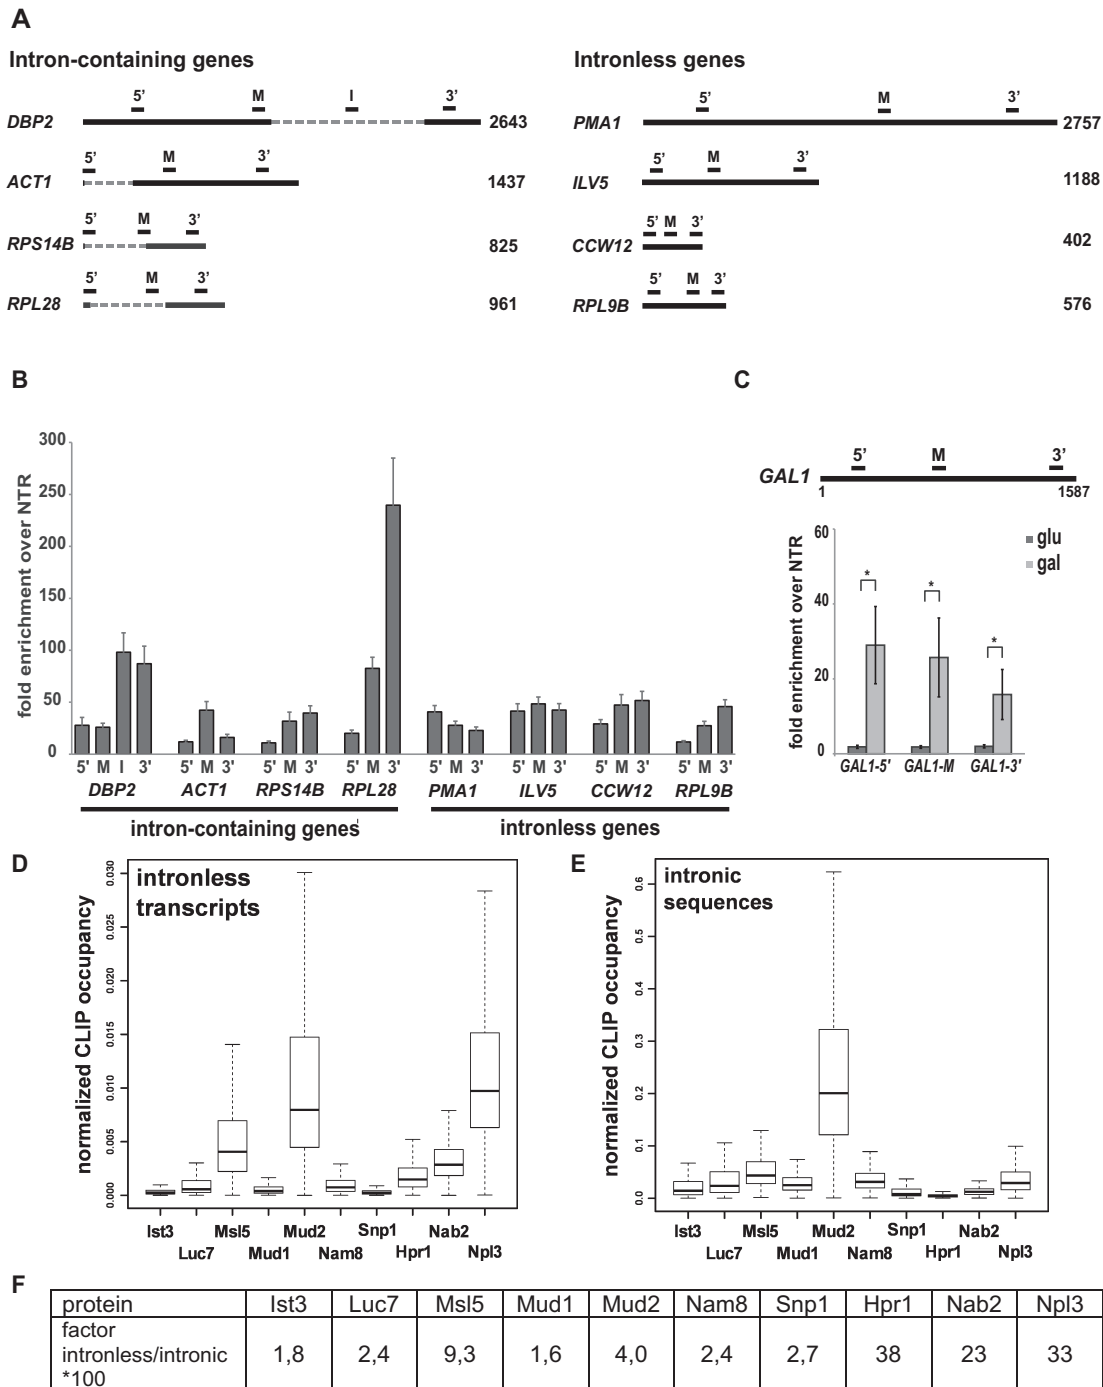 A
Intron-containing genes
Intronless genes
5' M I 3'
DBP2 2643
5' M 3'
ACT1 1437
5' M 3'
RPS14B 825
5' M 3'
RPL28 961
5' M 3'
PMA1 2757
5' M 3'
ILV5 1188
5' M 3'
CCW12 402
5' M 3'
RPL9B 576
B
fold enrichment over NTR
300
250
200
150
100
50
0
5' M I 3' 5' M 3' 5' M 3' 5' M 3' 5' M 3' 5' M 3' 5' M 3' 5' M 3'
DBP2 ACT1 RPS14B RPL28 PMA1 ILV5 CCW12 RPL9B
intron-containing genes intronless genes
C
5' M 3'
GAL1
1 1587
fold enrichment over NTR
60
40
20
0
glu
gal
* * *
GAL1-5' GAL1-M GAL1-3'
D
intronless
transcripts
normalized CLIP occupancy
0.030
0.025
0.020
0.015
0.010
0.005
0.000
Ist3 Msl5 Mud2 Snp1 Nab2
Luc7 Mud1 Nam8 Hpr1 Npl3
E
intronic
sequences
normalized CLIP occupancy
0.6
0.5
0.4
0.3
0.2
0.1
0.0
Ist3 Msl5 Mud2 Snp1 Nab2
Luc7 Mud1 Nam8 Hpr1 Npl3
F
protein Ist3 Luc7 Msl5 Mud1 Mud2 Nam8 Snp1 Hpr1 Nab2 Npl3
factor
intronless/intronic 1,8 2,4 9,3 1,6 4,0 2,4 2,7 38 23 33
*100